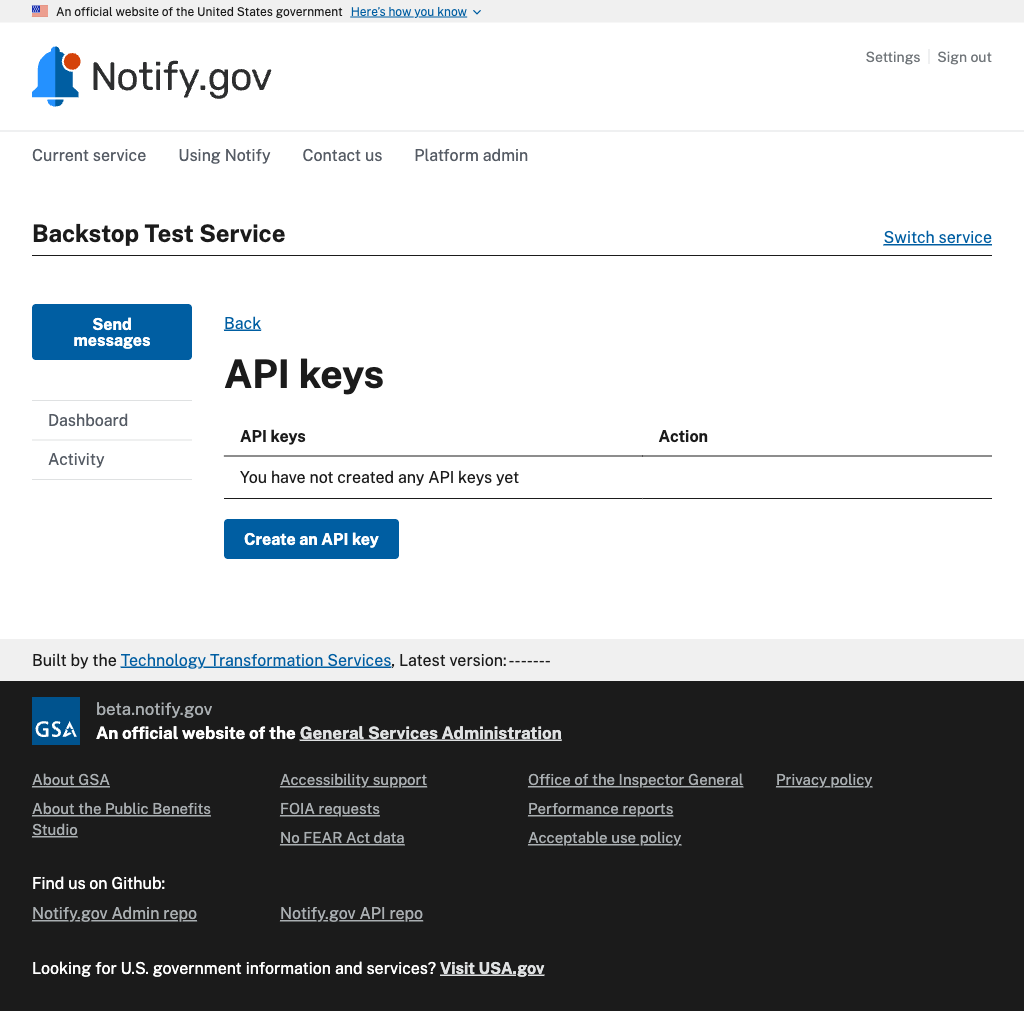 An official website of the United States government Here's how you know
Notify.gov
Settings Sign out
Current service Using Notify Contact us Platform admin
Backstop Test Service
Switch service
Send
messages
Dashboard
Activity
Back
API keys
API keys Action
You have not created any API keys yet
Create an API key
Built by the Technology Transformation Services, Latest version:-------
GSA
beta.notify.gov
An official website of the General Services Administration
About GSA
About the Public Benefits
Studio
Accessibility support
FOIA requests
No FEAR Act data
Office of the Inspector General
Performance reports
Acceptable use policy
Privacy policy
Find us on Github:
Notify.gov Admin repo Notify.gov API repo
Looking for U.S. government information and services? Visit USA.gov